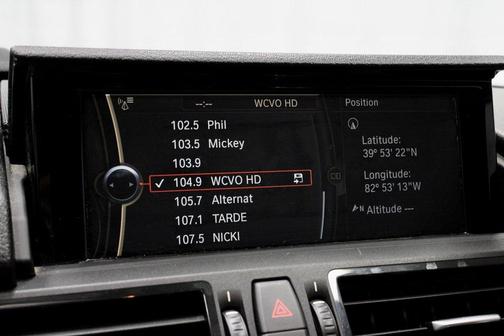 --:-- WCVO HD
102.5 Phil
103.5 Mickey
103.9
104.9 WCVO HD
105.7 Alternat
107.1 TARDE
107.5 NICKI
Position
Latitude:
39° 53' 22"N
Longitude:
82° 53' 13"W
N Altitude ---